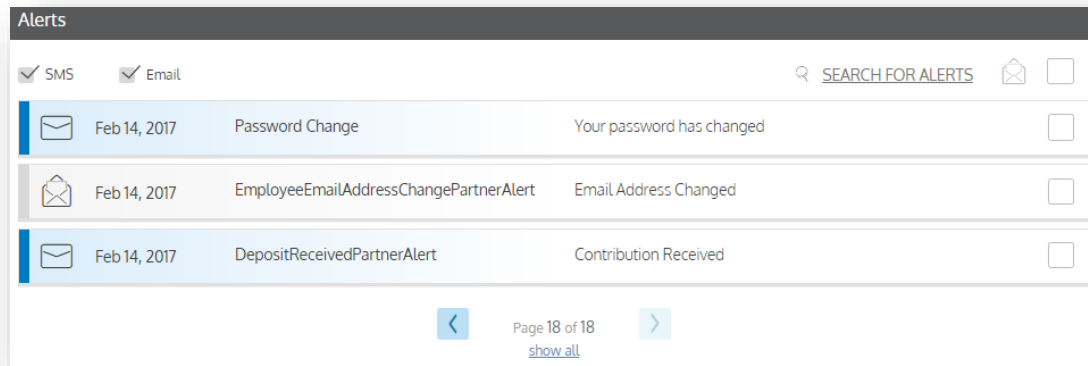 Alerts
SMS Email SEARCH FOR ALERTS
Feb 14, 2017 Password Change Your password has changed
Feb 14, 2017 EmployeeEmailAddressChangePartnerAlert Email Address Changed
Feb 14, 2017 DepositReceivedPartnerAlert Contribution Received
Page 18 of 18
show all